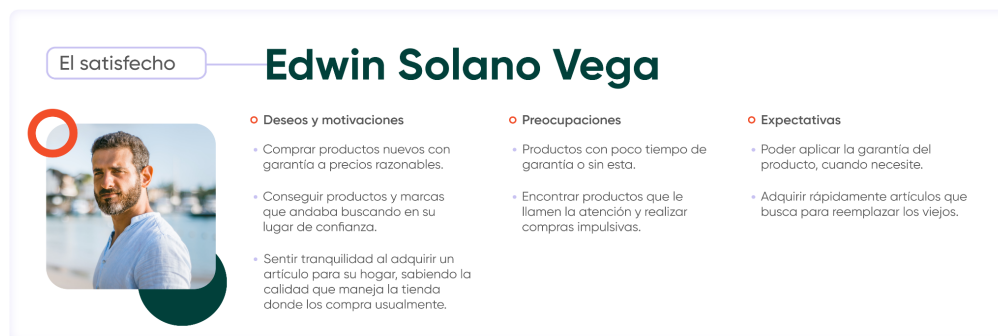 El satisfecho
Edwin Solano Vega
Deseos y motivaciones
Comprar productos nuevos con
garantía a precios razonables.
Conseguir productos y marcas
que andaba buscando en su
lugar de confianza.
Sentir tranquilidad al adquirir un
artículo para su hogar, sabiendo la
calidad que maneja la tienda
donde los compra usualmente.
Preocupaciones
Productos con poco tiempo de
garantía o sin esta.
Encontrar productos que le
llamen la atención y realizar
compras impulsivas.
Expectativas
Poder aplicar la garantía del
producto, cuando necesite.
Adquirir rápidamente artículos que
busca para reemplazar los viejos.